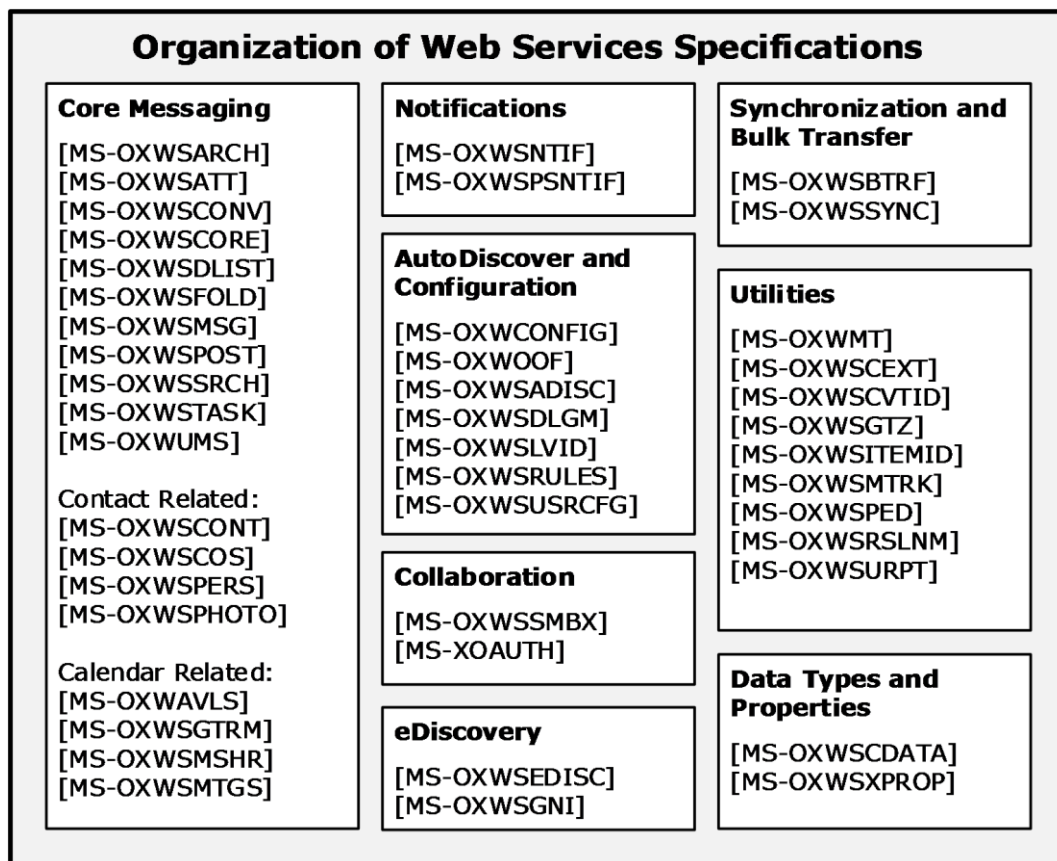 Organization of Web Services Specifications
Core Messaging
[MS-OXWSARCH]
[MS-OXWSATT]
[MS-OXWSCONV]
[MS-OXWSCORE]
[MS-OXWSDLIST]
[MS-OXWSFOLD]
[MS-OXWSMSG]
[MS-OXWSPOST]
[MS-OXWSSRCH]
[MS-OXWSTASK]
[MS-OXWUMS]
Contact Related:
[MS-OXWSCONT]
[MS-OXWSCOS]
[MS-OXWSPERS]
[MS-OXWSPHOTO]
Calendar Related:
[MS-OXWAVLS]
[MS-OXWSGTRM]
[MS-OXWSMSHR]
[MS-OXWSMTGS]
Notifications
[MS-OXWSNTIF]
[MS-OXWSPSNTIF]
AutoDiscover and
Configuration
[MS-OXWCONFIG]
[MS-OXWOOF]
[MS-OXWSADISC]
[MS-OXWSDLGM]
[MS-OXWSLVID]
[MS-OXWSRULES]
[MS-OXWSUSRCFG]
Collaboration
[MS-OXWSSMBX]
[MS-XOAUTH]
eDiscovery
[MS-OXWSEDISC]
[MS-OXWSGNI]
Synchronization and
Bulk Transfer
[MS-OXWSBTRF]
[MS-OXWSSYNC]
Utilities
[MS-OXWMT]
[MS-OXWSCEXT]
[MS-OXWSCVTID]
[MS-OXWSGTZ]
[MS-OXWSITEMID]
[MS-OXWSMTRK]
[MS-OXWSPED]
[MS-OXWSRSLNM]
[MS-OXWSURPT]
Data Types and
Properties
[MS-OXWSCDATA]
[MS-OXWSXPROP]